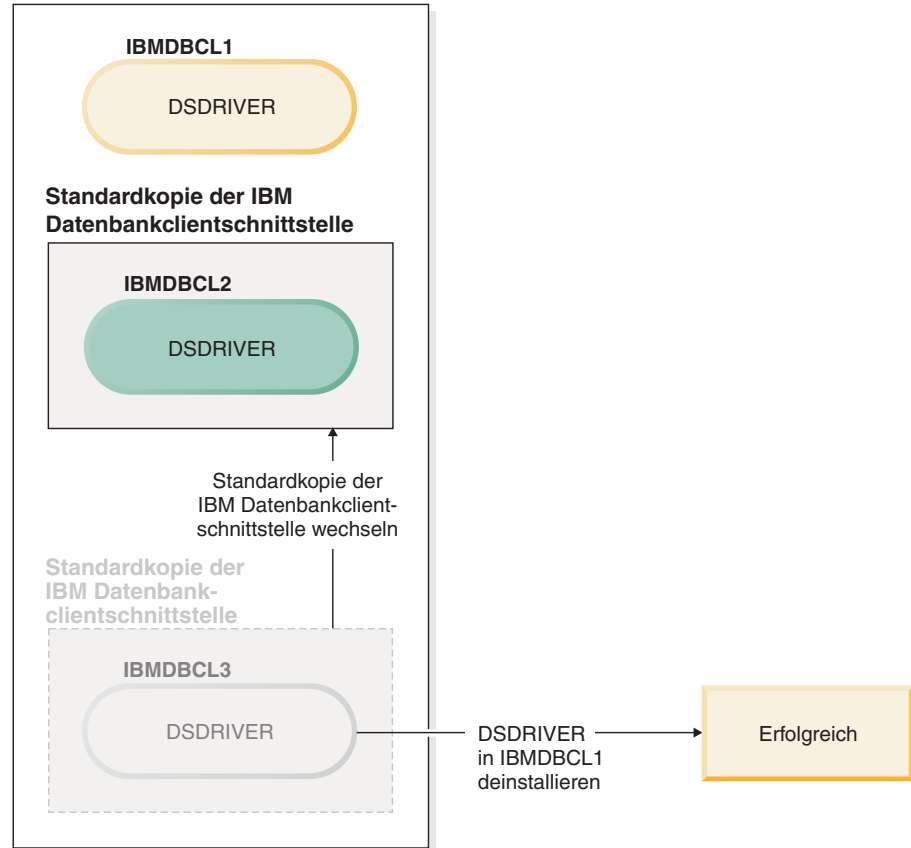 IBMDBCL1
DSDRIVER
Standardkopie der IBM
Datenbankclientschnittstelle
IBMDBCL2
DSDRIVER
Standardkopie der
IBM Datenbankclient-
schnittstelle wechseln
Standardkopie der
IBM Datenbank-
clientschnittstelle
IBMDBCL3
DSDRIVER
DSDRIVER
in IBMDBCL1
deinstallieren
Erfolgreich